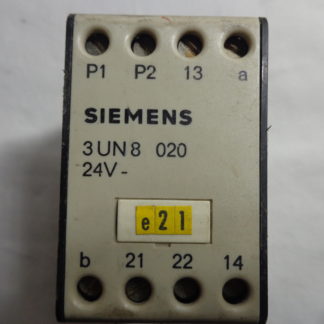 P1 P2 13 a
SIEMENS
3UN8 020
24V-
e21
b 21 22 14